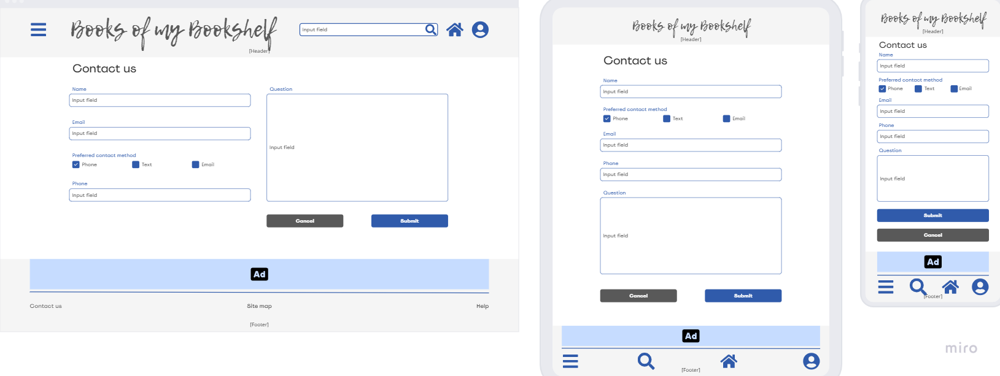 Books of my Bookshelf
Input field
[Header]
Contact us
Name
Input field
Email
Input field
Preferred contact method
Phone
Text
Email
Phone
Input field
Question
Input field
Cancel
Submit
Ad
Contact us
Site map
Help
[Footer]
Books of my Bookshelf
[Header]
Contact us
Name
Input field
Preferred contact method
Phone
Text
Email
Email
Input field
Phone
Input field
Question
Input field
Cancel
Submit
Ad
[Footer]
Books of my Bookshelf
[Header]
Contact us
Name
Input field
Preferred contact method
Phone
Text
Email
Email
Input field
Phone
Input field
Question
Input field
Submit
Cancel
Ad
[Footer]
miro